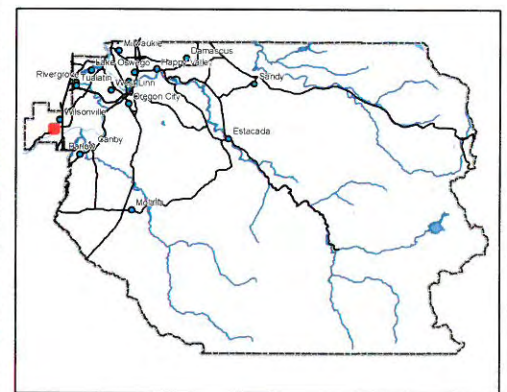 Milwaukie
Damascus
Lake Oswego
Happy Valley
Rivergrove
Tualatin
Sandy
West Linn
Oregon City
Wilsonville
Estacada
Canby
Barlow
Molalla